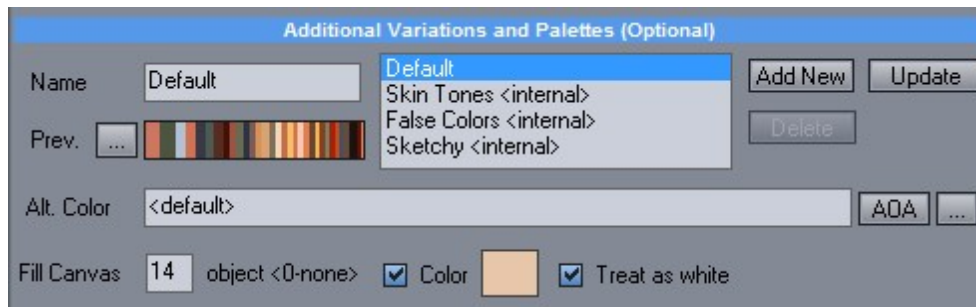 Additional Variations and Palettes (Optional)
Name Default
Default
Skin Tones <internal>
False Colors <internal>
Sketchy <internal>
Add New Update
Delete
Prev. ...
Alt. Color <default> AOA ...
Fill Canvas 14 object <0-none> Color Treat as white